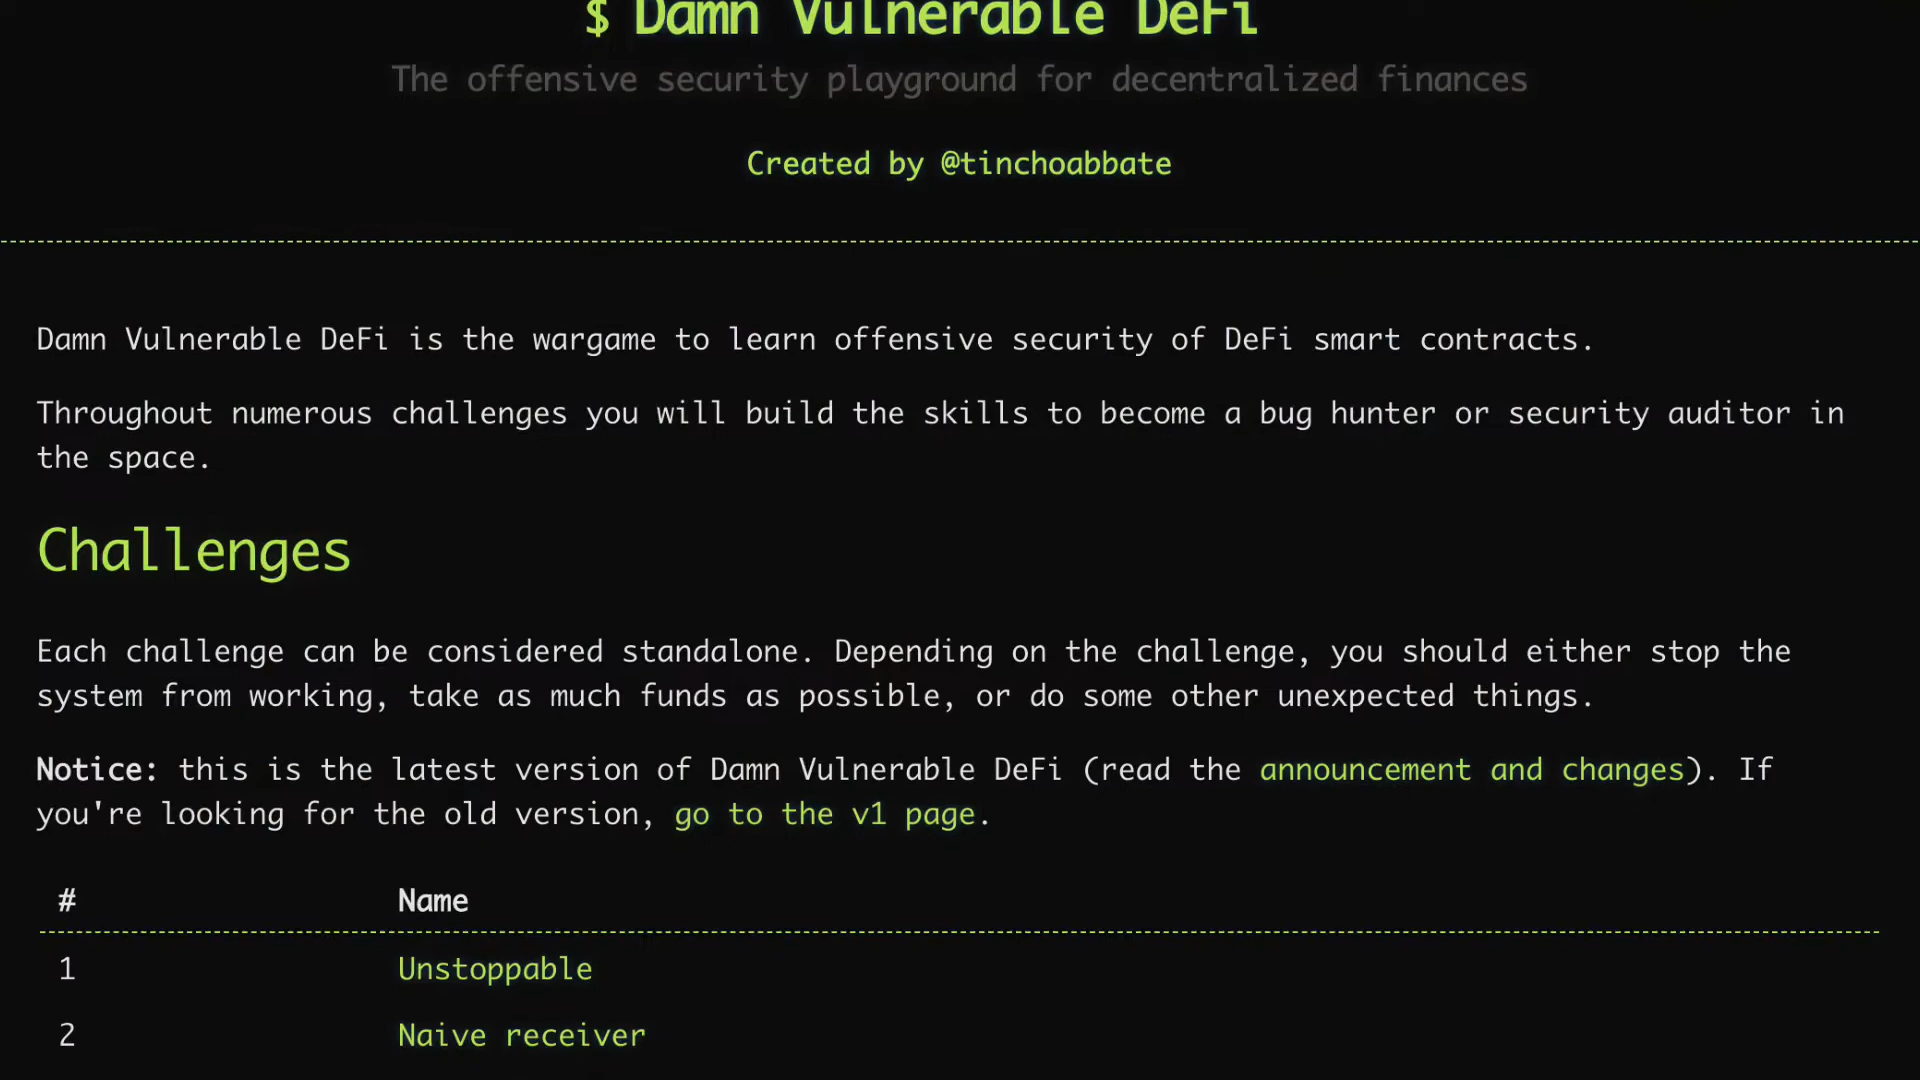 $ Damn Vulnerable DeFi
The offensive security playground for decentralized finances
Created by @tinchoabbate
Damn Vulnerable DeFi is the wargame to learn offensive security of DeFi smart contracts.
Throughout numerous challenges you will build the skills to become a bug hunter or security auditor in
the space.
Challenges
Each challenge can be considered standalone. Depending on the challenge, you should either stop the
system from working, take as much funds as possible, or do some other unexpected things.
Notice: this is the latest version of Damn Vulnerable DeFi (read the announcement and changes). If
you're looking for the old version, go to the v1 page.
# Name
1 Unstoppable
2 Naive receiver